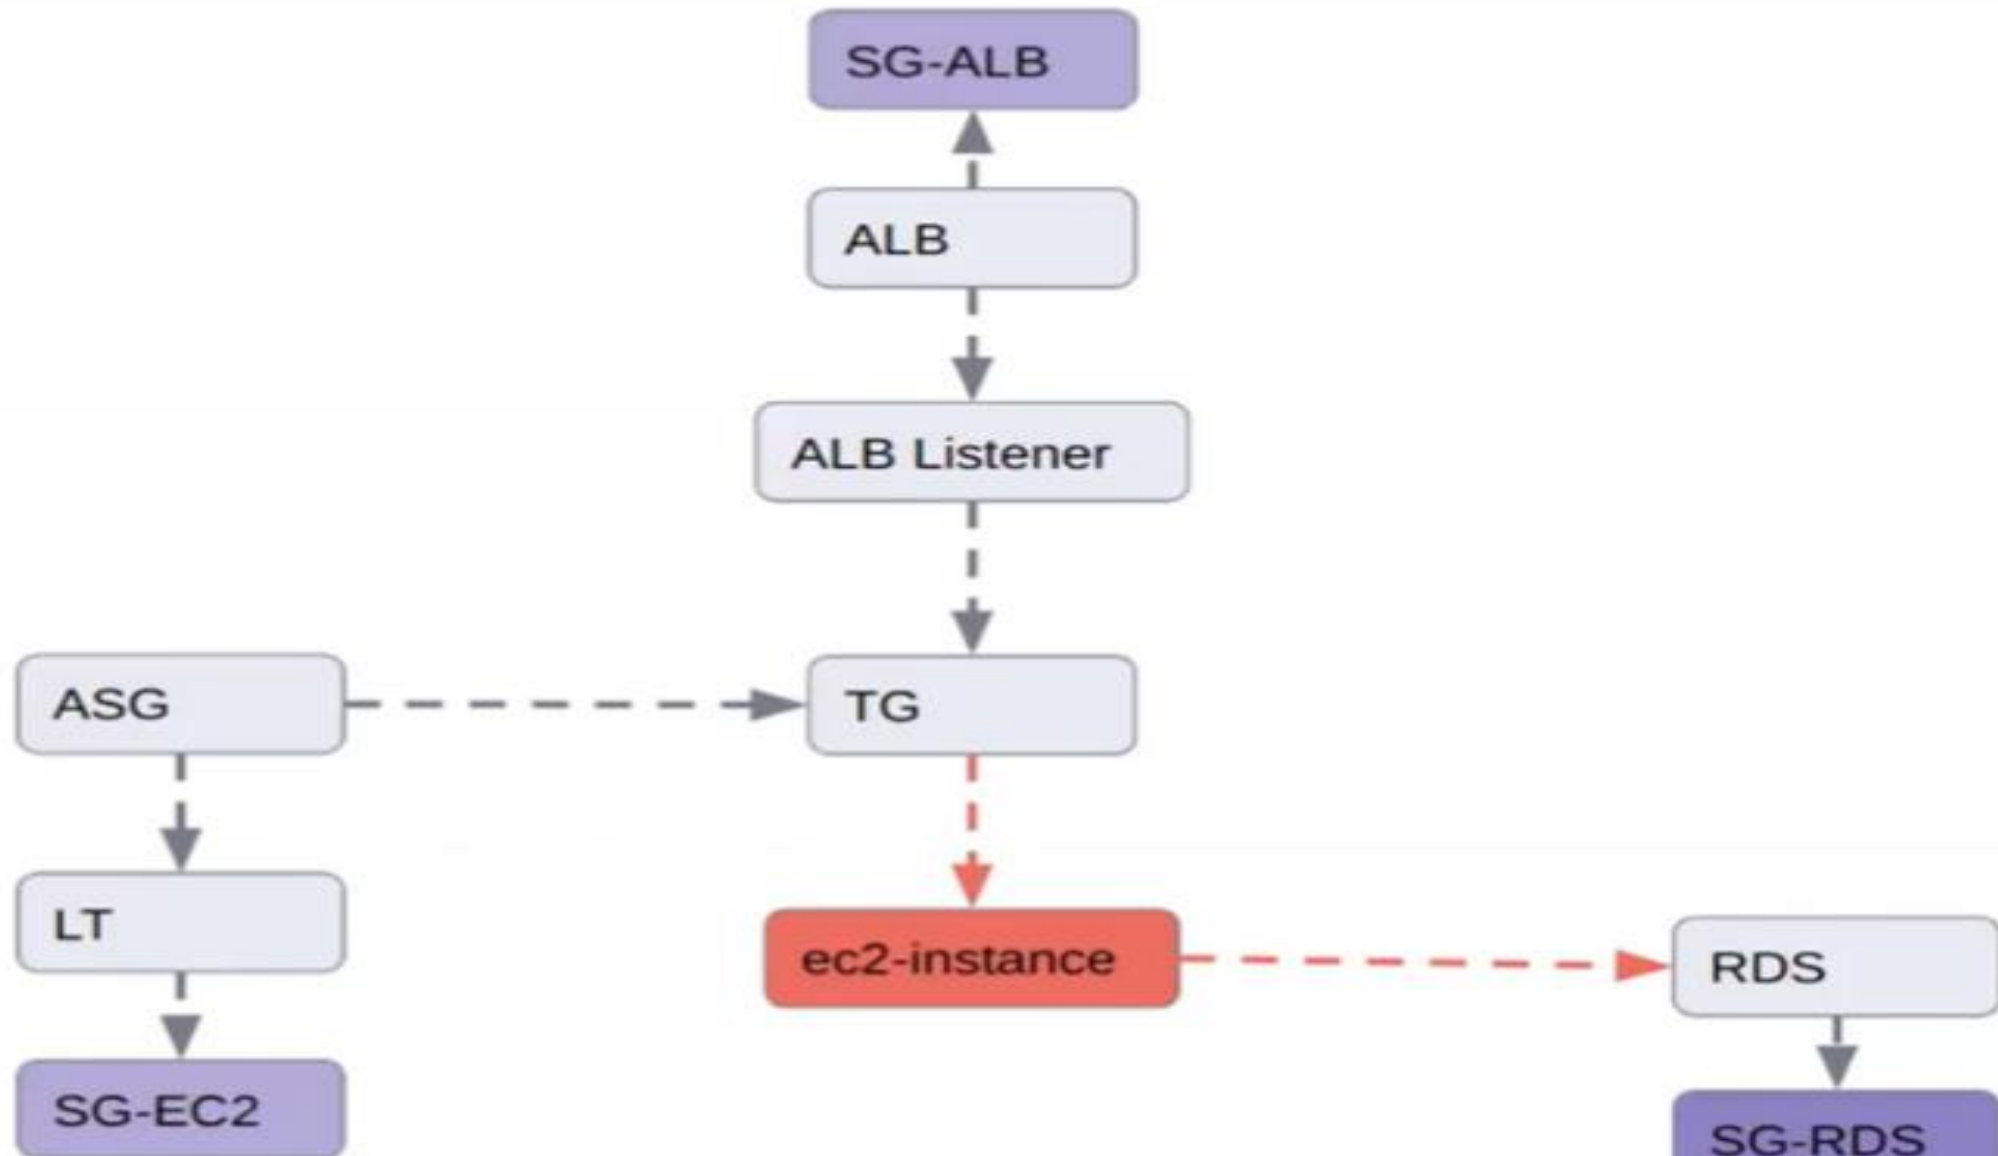 SG-ALB
ALB
ALB Listener
ASG
TG
LT
ec2-instance
RDS
SG-EC2
SG-RDS